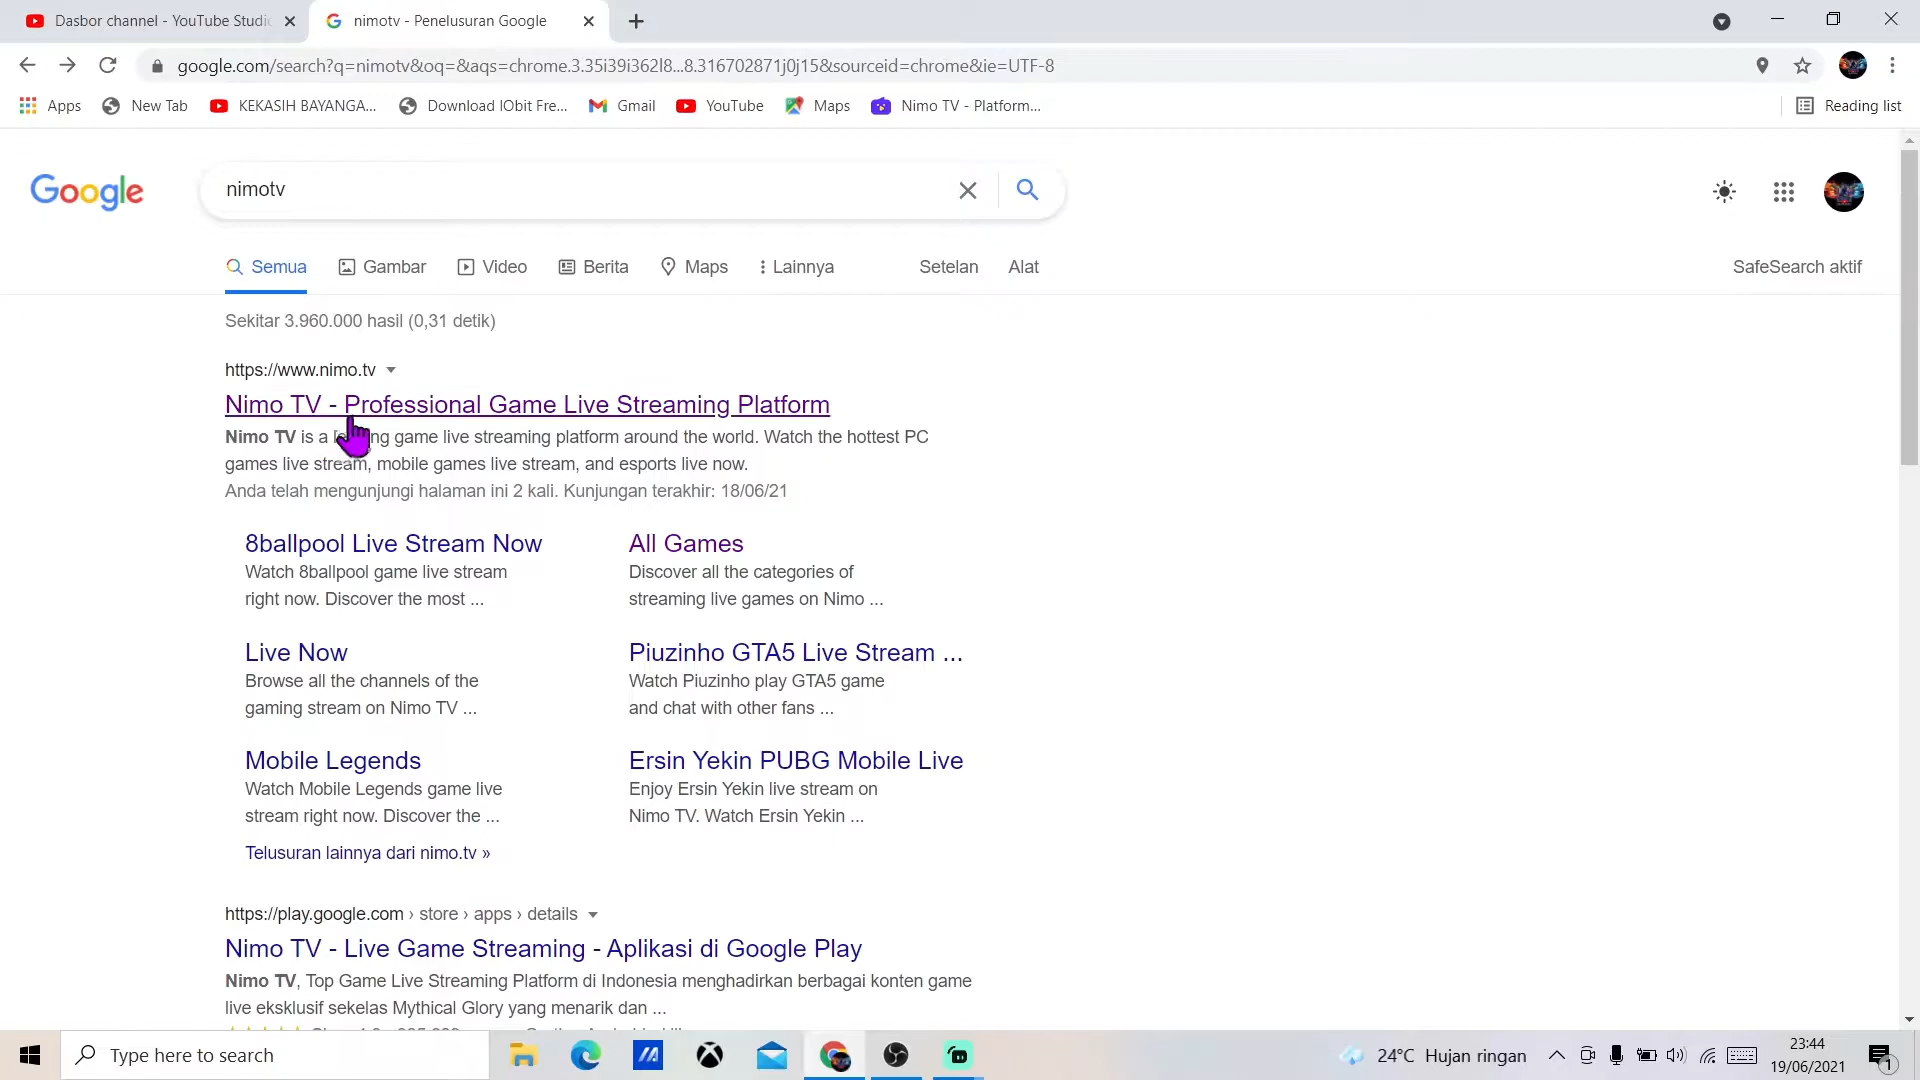 Dasbor channel - YouTube Studio
nimotv - Penelusuran Google
google.com/search?q=nimotv&oq=&aqs=chrome.3.35i39i362l8...8.316702871j0j15&sourceid=chrome&ie=UTF-8
Apps New Tab KEKASIH BAYANGA... Download IObit Fre... Gmail YouTube Maps Nimo TV - Platform... Reading list
Google
nimotv
Semua Gambar Video Berita Maps Lainnya Setelan Alat SafeSearch aktif
Sekitar 3.960.000 hasil (0,31 detik)
https://www.nimo.tv
Nimo TV - Professional Game Live Streaming Platform
Nimo TV is a game live streaming platform around the world. Watch the hottest PC
games live stream, mobile games live stream, and esports live now.
Anda telah mengunjungi halaman ini 2 kali. Kunjungan terakhir: 18/06/21
8ballpool Live Stream Now
Watch 8ballpool game live stream
right now. Discover the most ...
All Games
Discover all the categories of
streaming live games on Nimo ...
Live Now
Browse all the channels of the
gaming stream on Nimo TV ...
Piuzinho GTA5 Live Stream ...
Watch Piuzinho play GTA5 game
and chat with other fans ...
Mobile Legends
Watch Mobile Legends game live
stream right now. Discover the ...
Ersin Yekin PUBG Mobile Live
Enjoy Ersin Yekin live stream on
Nimo TV. Watch Ersin Yekin ...
Telusuran lainnya dari nimo.tv »
https://play.google.com › store › apps › details
Nimo TV - Live Game Streaming - Aplikasi di Google Play
Nimo TV, Top Game Live Streaming Platform di Indonesia menghadirkan berbagai konten game
live eksklusif sekelas Mythical Glory yang menarik dan ...
Type here to search
24°C Hujan ringan
23:44
19/06/2021
1